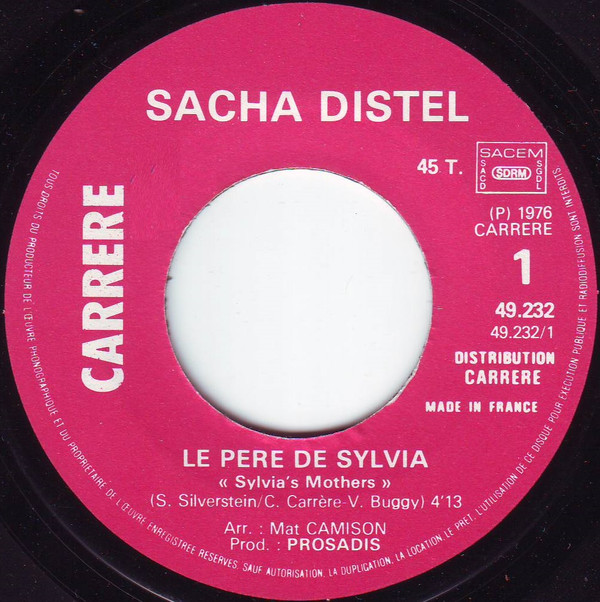 SACHA DISTEL
45 T.
SACEM
SACD
SDRM
SGDL
(P) 1976
CARRERE
1
49.232
49.232/1
DISTRIBUTION
CARRERE
MADE IN FRANCE
CARRERE
LE PERE DE SYLVIA
« Sylvia's Mothers »
(S. Silverstein/C. Carrère-V. Buggy) 4'13
Arr. : Mat CAMISON
Prod. : PROSADIS
TOUS DROITS DU PRODUCTEUR DE L'ŒUVRE PHONOGRAPHIQUE ET DU PROPRIETAIRE DE L'ŒUVRE ENREGISTREE RESERVES. SAUF AUTORISATION, LA DUPLICATION, LA LOCATION, LE PRET, L'UTILISATION DE CE DISQUE POUR EXECUTION PUBLIQUE ET RADIODIFFUSION SONT INTERDITS